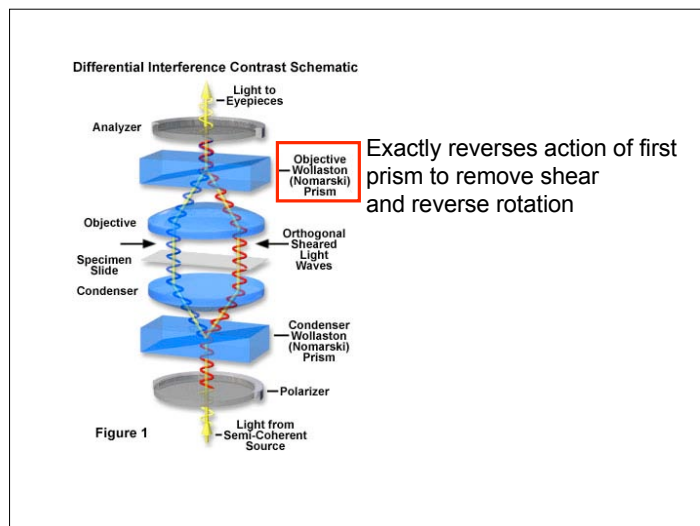 Differential Interference Contrast Schematic
Light to
Eyepieces
Analyzer
Objective
Wollaston
(Nomarski)
Prism
Exactly reverses action of first
prism to remove shear
and reverse rotation
Objective
Orthogonal
Sheared
Light
Waves
Specimen
Slide
Condenser
Condenser
Wollaston
(Nomarski)
Prism
Polarizer
Figure 1
Light from
Semi-Coherent
Source